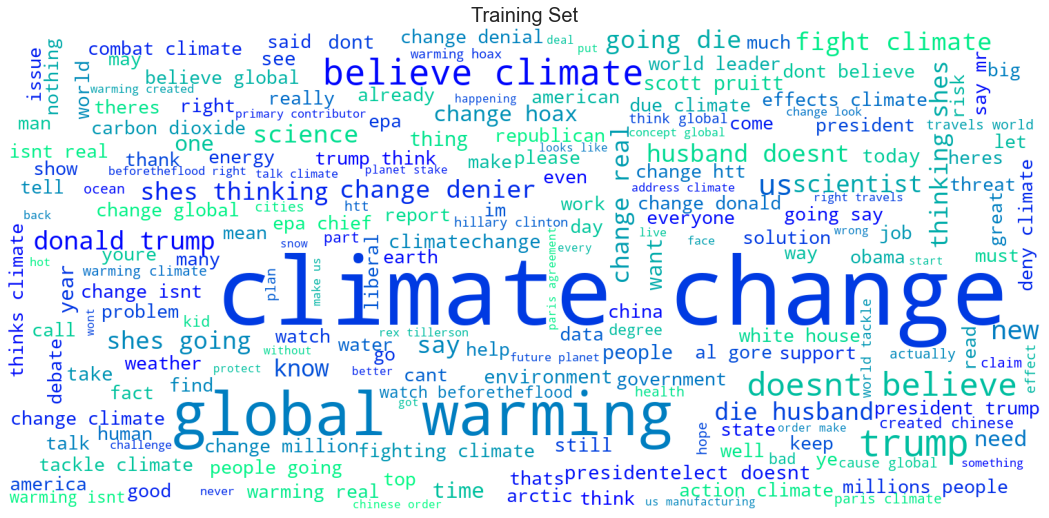 Training Set
change denial
deal
put
going die
much
fight climate
combat climate
said dont
warming hoax
issue
nothing
world
may
see
believe climate
world leader
dont believe
big
believe global
scott pruitt
say mr
risk
thinking shes
warming created
theres
right
really
already
happening
american
due climate
effects climate
man
primary contributor
change hoax
think global
come
change look
president
travels world
carbon dioxide
one
science
epa
thing
republican
concept global
let
isnt real
looks like
change real
husband doesnt
today
heres
show
thank
energy
trump think
make
please
scientist
threat
tell
beforetheflood right
talk climate
planet stake
even
change htt
us
ocean
shes thinking
change denier
address climate
right travels
great
deny climate
back
change global
cities
htt
epa chief
report
im
hillary clinton
work
day
change donald
everyone
going say
solution
wrong
job
must
donald trump
mean
snow
part
liberal
climatechange
paris agreement
every
live
want
face
way
obama
start
hot
youre
many
earth
warming climate
year
plan
make us
climate change
thinks climate
change isnt
problem
wont
kid
call
debate
china
data
degree
rex tillerson
white house
world tackle
new
read
shes going
watch
water
say
help
go
without
future planet
people
al gore
support
actually
claim
effect
weather
know
better
cant
environment
government
take
find
protect
fact
watch beforetheflood
got
health
doesnt believe
change climate
global warming
die husband
president trump
created chinese
human
talk
challenge
change million
fighting climate
still
hope
state
order make
keep
trump
need
well
bad
ye
cause global
something
tackle climate
people going
top
thats
presidentelect doesnt
millions people
america
warming isnt
good
never
warming real
time
chinese order
arctic
think
us manufacturing
action climate
paris climate